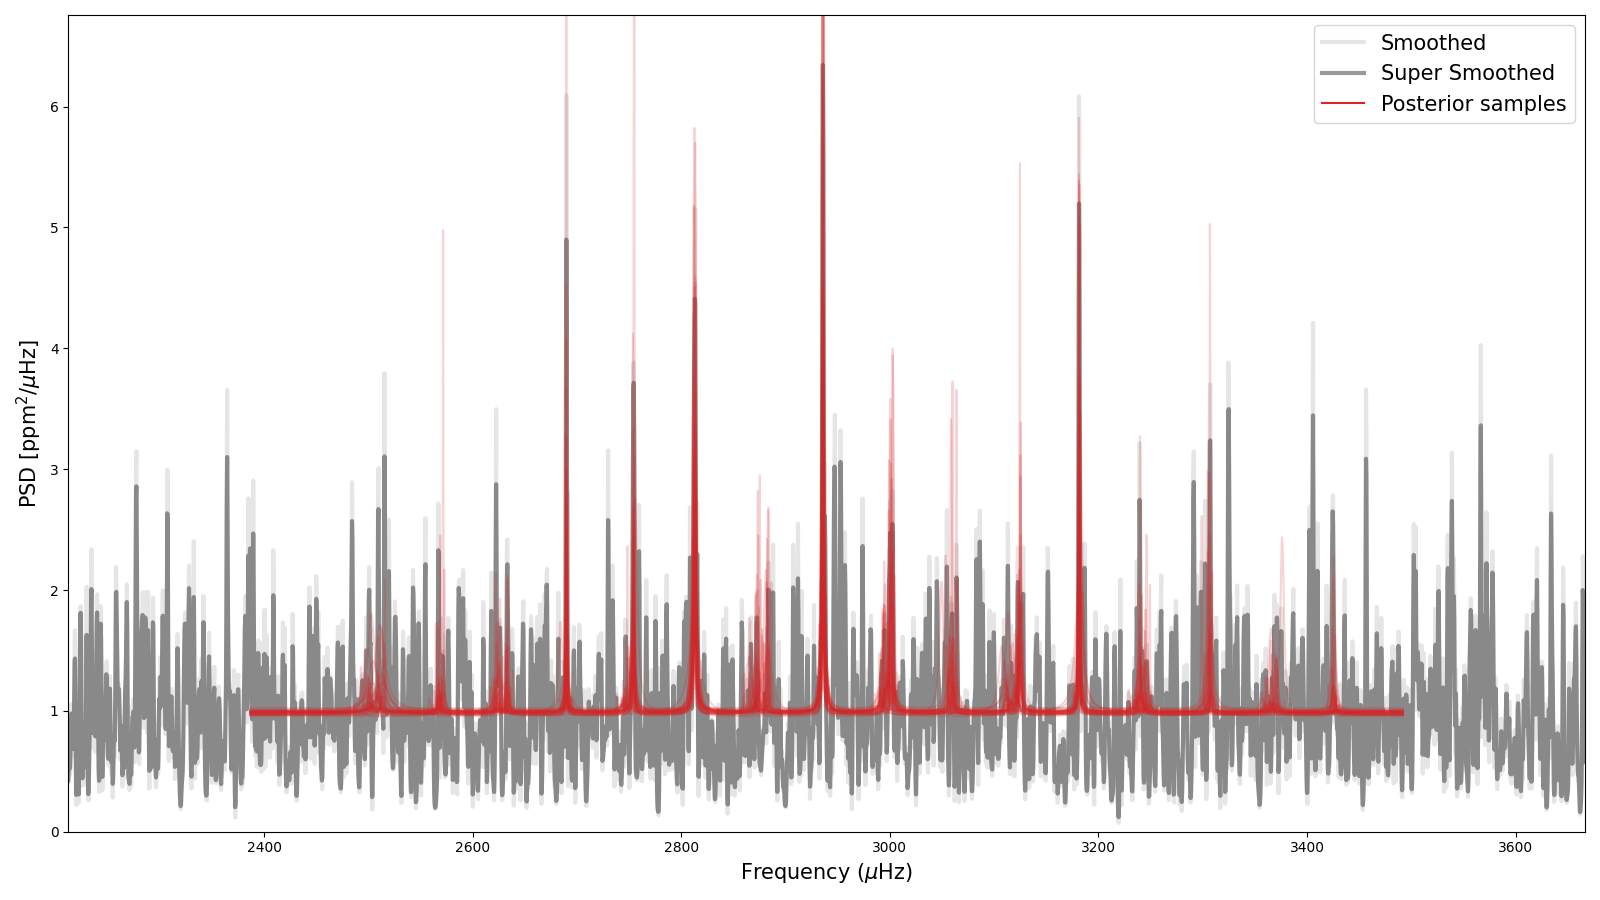 Smoothed
Super Smoothed
Posterior samples
PSD [ppm²/μHz]
6
5
4
3
2
1
0
2400 2600 2800 3000 3200 3400 3600
Frequency (μHz)